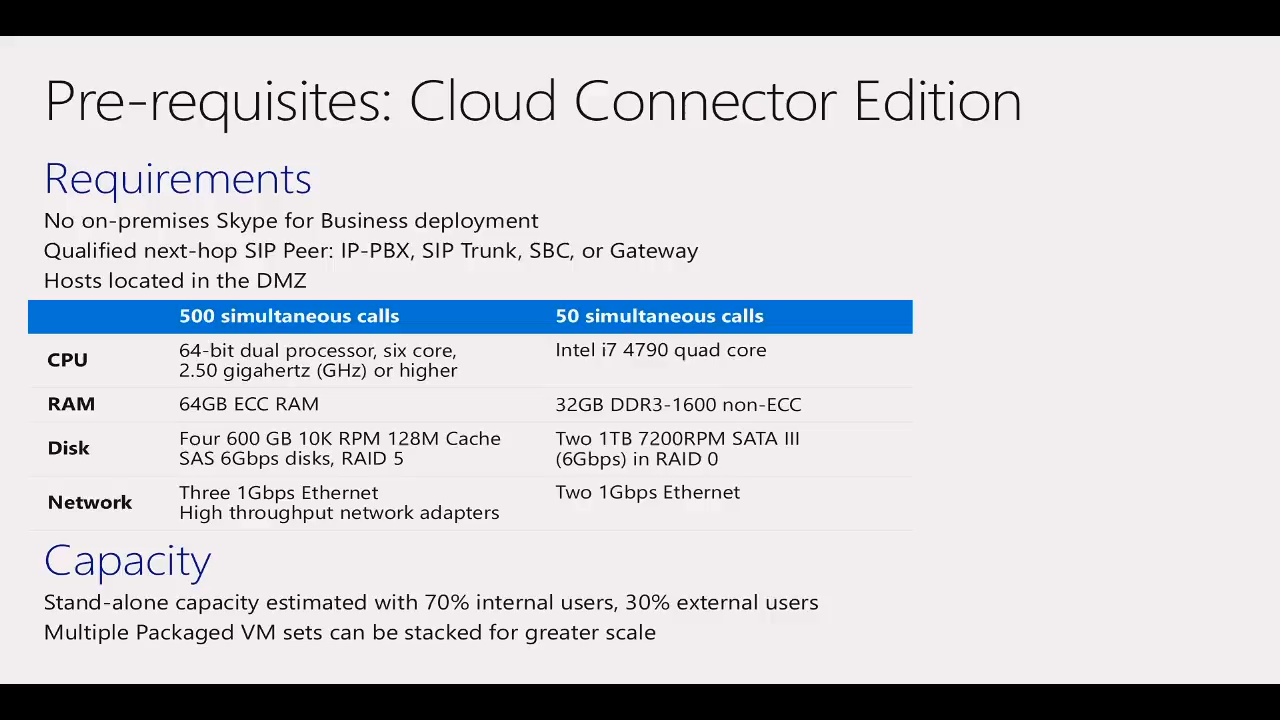 Pre-requisites: Cloud Connector Edition
Requirements
No on-premises Skype for Business deployment
Qualified next-hop SIP Peer: IP-PBX, SIP Trunk, SBC, or Gateway
Hosts located in the DMZ
500 simultaneous calls 50 simultaneous calls
CPU 64-bit dual processor, six core, Intel i7 4790 quad core
2.50 gigahertz (GHz) or higher
RAM 64GB ECC RAM 32GB DDR3-1600 non-ECC
Disk Four 600 GB 10K RPM 128M Cache Two 1TB 7200RPM SATA III
SAS 6Gbps disks, RAID 5 (6Gbps) in RAID 0
Network Three 1Gbps Ethernet Two 1Gbps Ethernet
High throughput network adapters
Capacity
Stand-alone capacity estimated with 70% internal users, 30% external users
Multiple Packaged VM sets can be stacked for greater scale